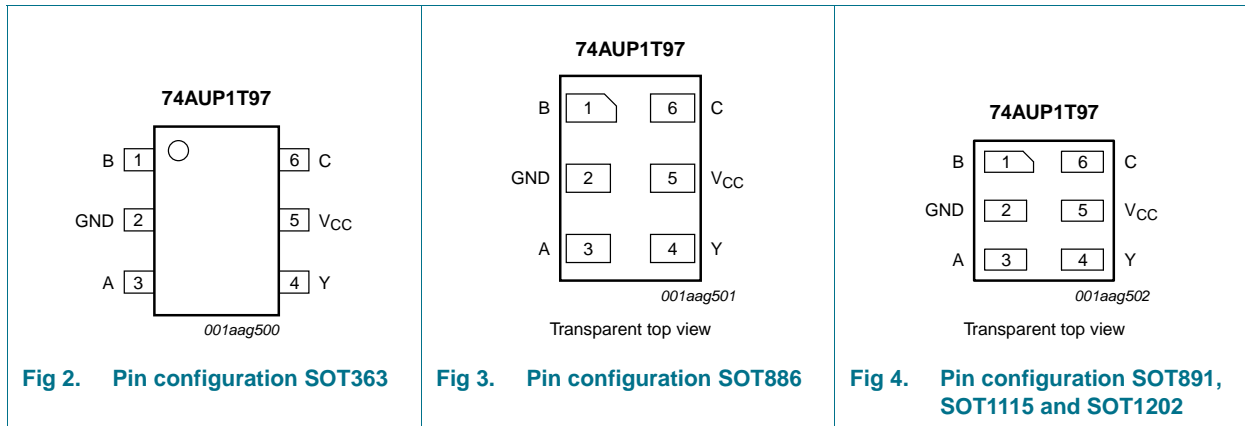 74AUP1T97
B 1 6 C
GND 2 5 VCC
A 3 4 Y
001aag500
Fig 2. Pin configuration SOT363
74AUP1T97
B 1 6 C
GND 2 5 VCC
A 3 4 Y
001aag501
Transparent top view
Fig 3. Pin configuration SOT886
74AUP1T97
B 1 6 C
GND 2 5 VCC
A 3 4 Y
001aag502
Transparent top view
Fig 4. Pin configuration SOT891,
SOT1115 and SOT1202